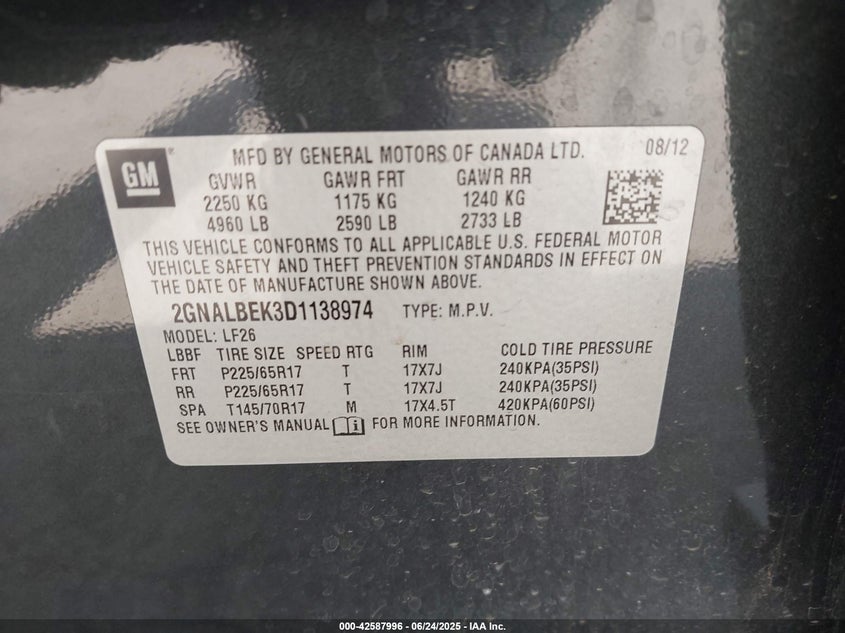 GM
MFD BY GENERAL MOTORS OF CANADA LTD. 08/12
GVWR GAWR FRT GAWR RR
2250 KG 1175 KG 1240 KG
4960 LB 2590 LB 2733 LB
THIS VEHICLE CONFORMS TO ALL APPLICABLE U.S. FEDERAL MOTOR
VEHICLE SAFETY AND THEFT PREVENTION STANDARDS IN EFFECT ON
THE DATE OF MANUFACTURE SHOWN ABOVE.
2GNALBEK3D1138974 TYPE: M.P.V.
MODEL: LF26
LBBF TIRE SIZE SPEED RTG RIM COLD TIRE PRESSURE
FRT P225/65R17 T 17X7J 240KPA(35PSI)
RR P225/65R17 T 17X7J 240KPA(35PSI)
SPA T145/70R17 M 17X4.5T 420KPA(60PSI)
SEE OWNER'S MANUAL FOR MORE INFORMATION.
000-42587996 - 06/24/2025 - IAA Inc.